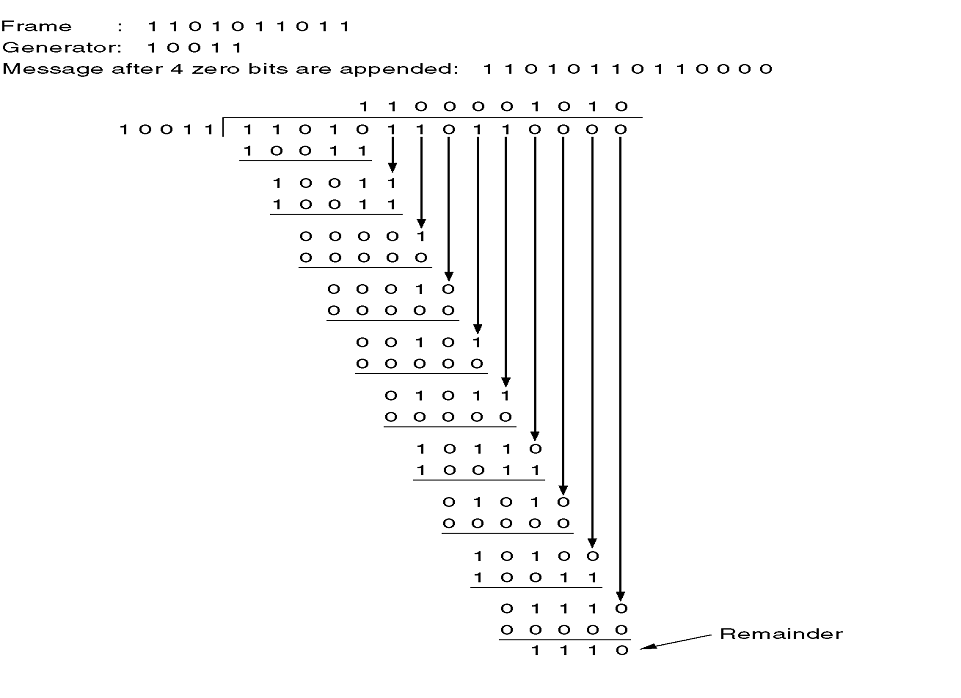 Frame : 1 1 0 1 0 1 1 0 1 1
Generator: 1 0 0 1 1
Message after 4 zero bits are appended: 1 1 0 1 0 1 1 0 1 1 0 0 0 0
1 1 0 0 0 0 1 0 1 0
1 0 0 1 1 1 1 0 1 0 1 1 0 1 1 0 0 0 0
1 0 0 1 1
1 0 0 1 1
1 0 0 1 1
0 0 0 0 1
0 0 0 0 0
0 0 0 1 0
0 0 0 0 0
0 0 1 0 1
0 0 0 0 0
0 1 0 1 1
0 0 0 0 0
1 0 1 1 0
1 0 0 1 1
0 1 0 1 0
0 0 0 0 0
1 0 1 0 0
1 0 0 1 1
0 1 1 1 0
0 0 0 0 0 Remainder
1 1 1 0